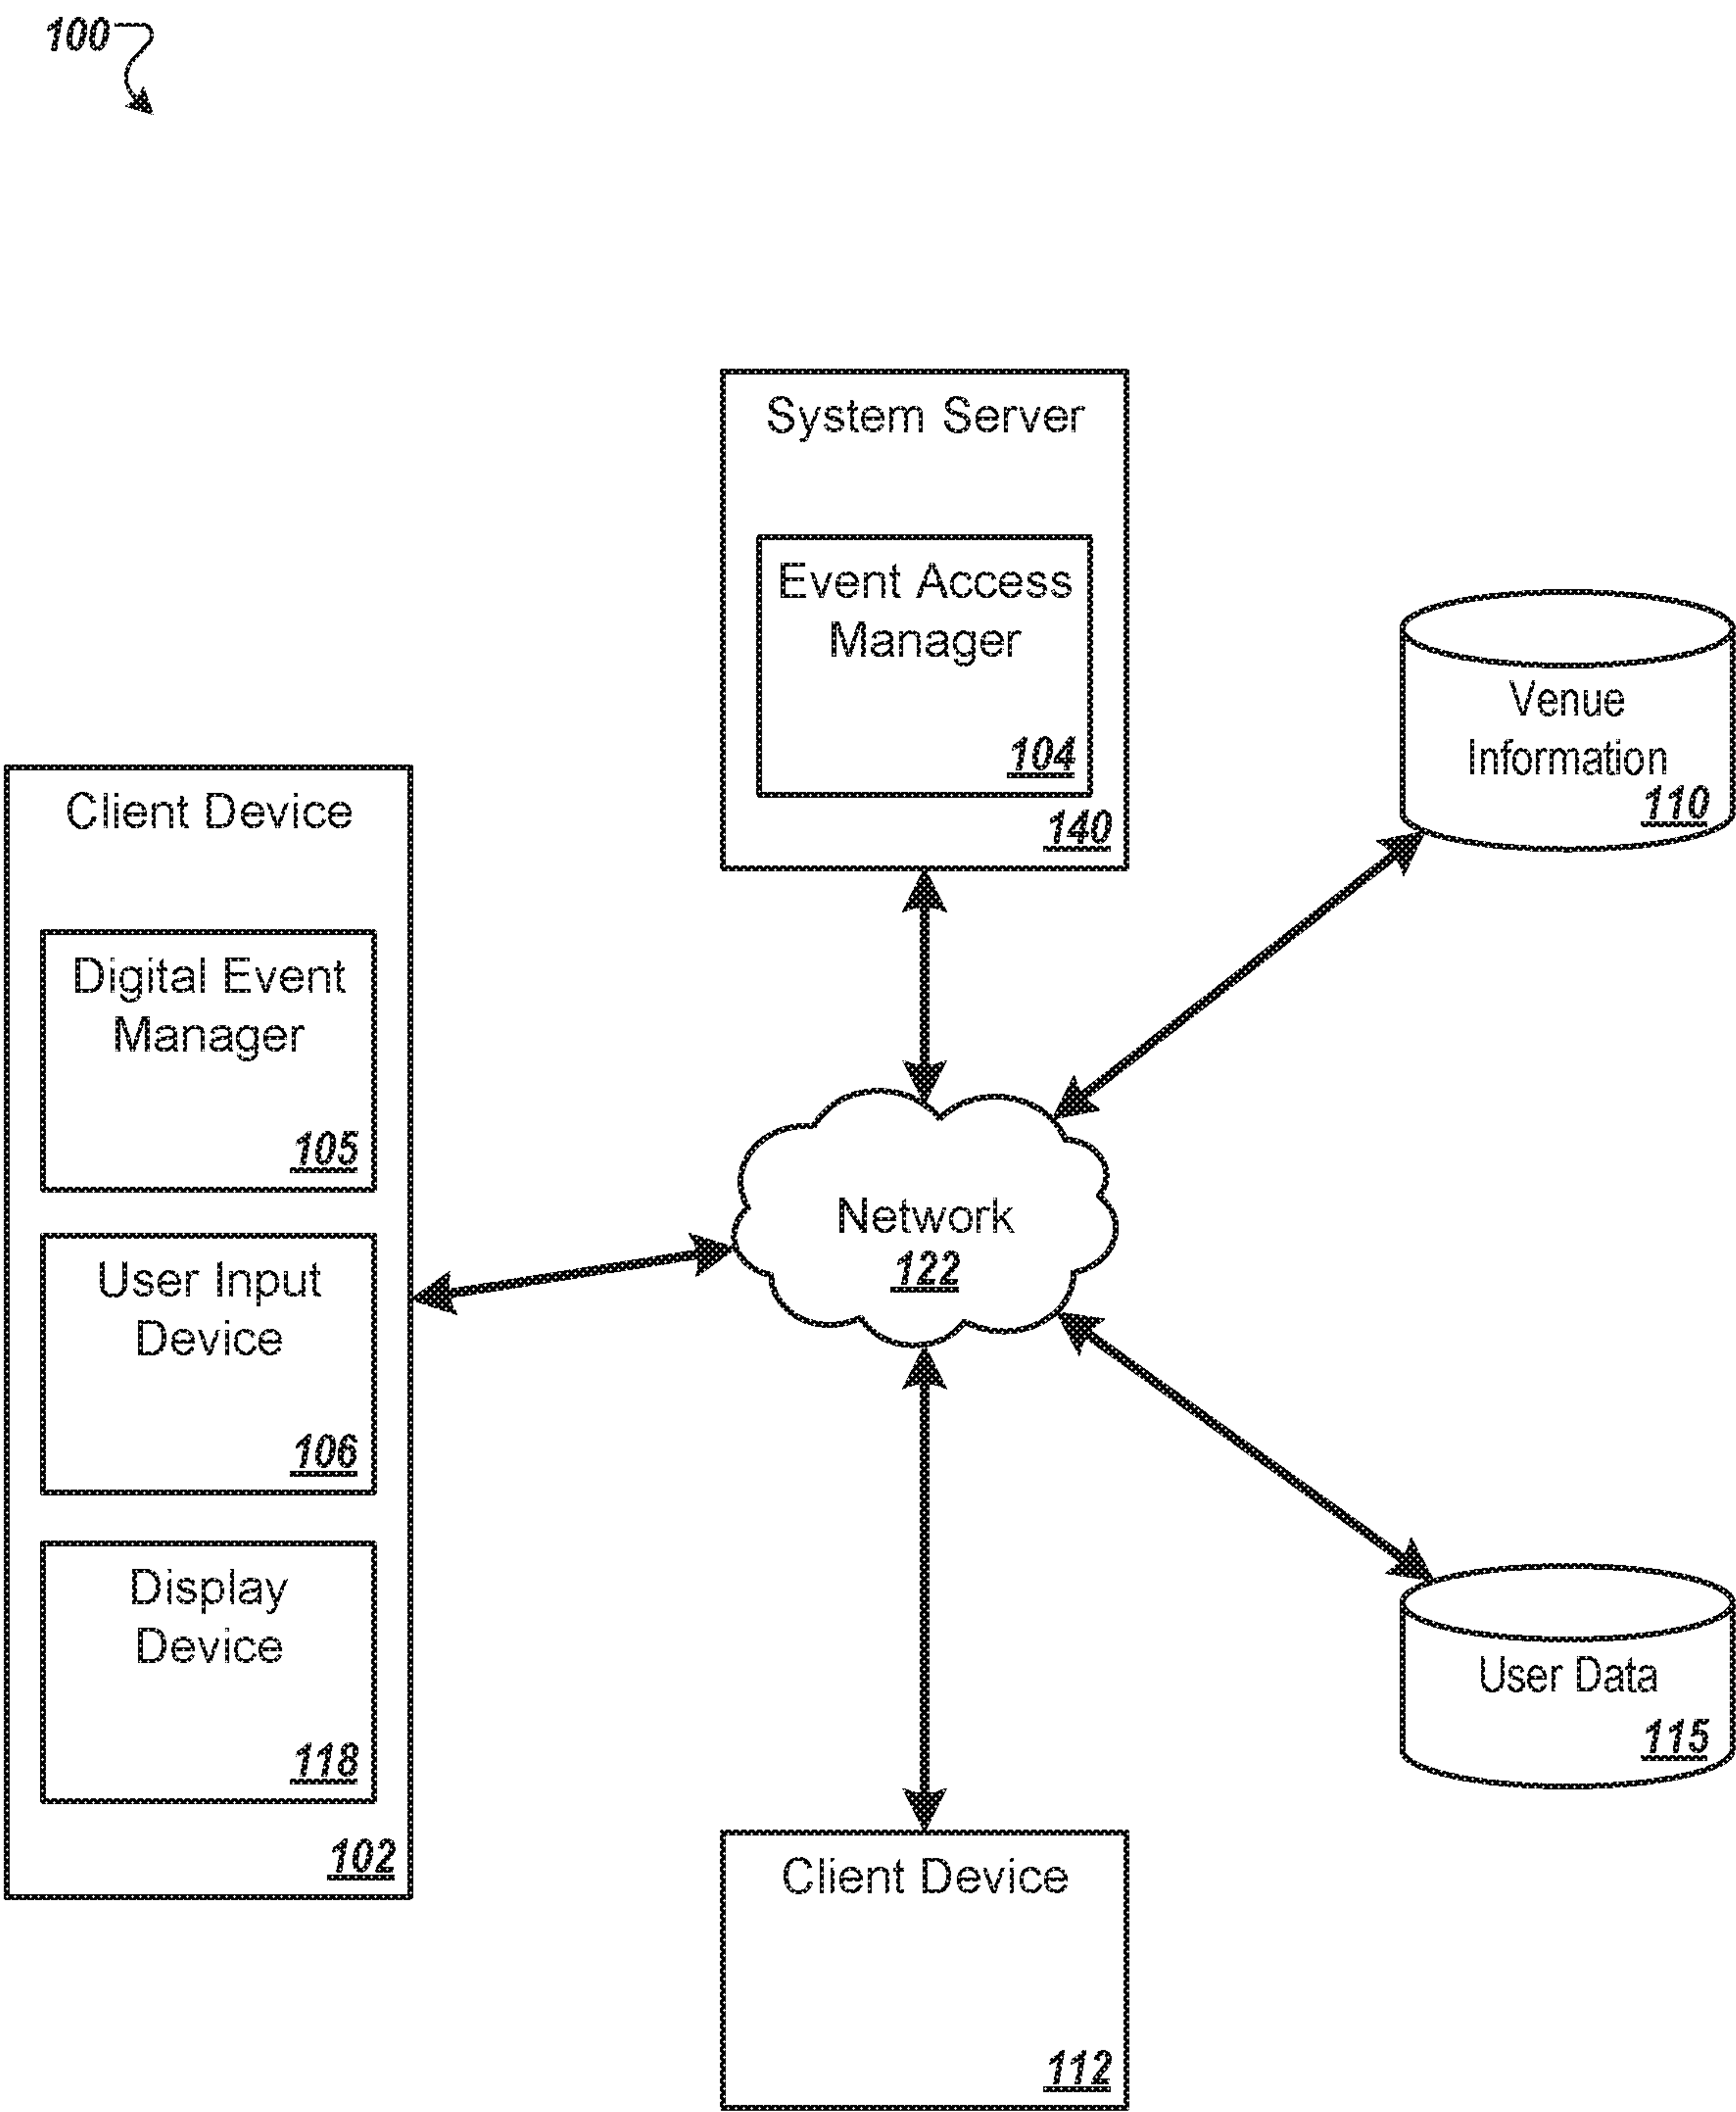 100
System Server
Event Access
Manager
104
140
Venue
Information
110
Client Device
Digital Event
Manager
105
User Input
Device
106
Display
Device
118
102
Network
122
User Data
115
Client Device
112